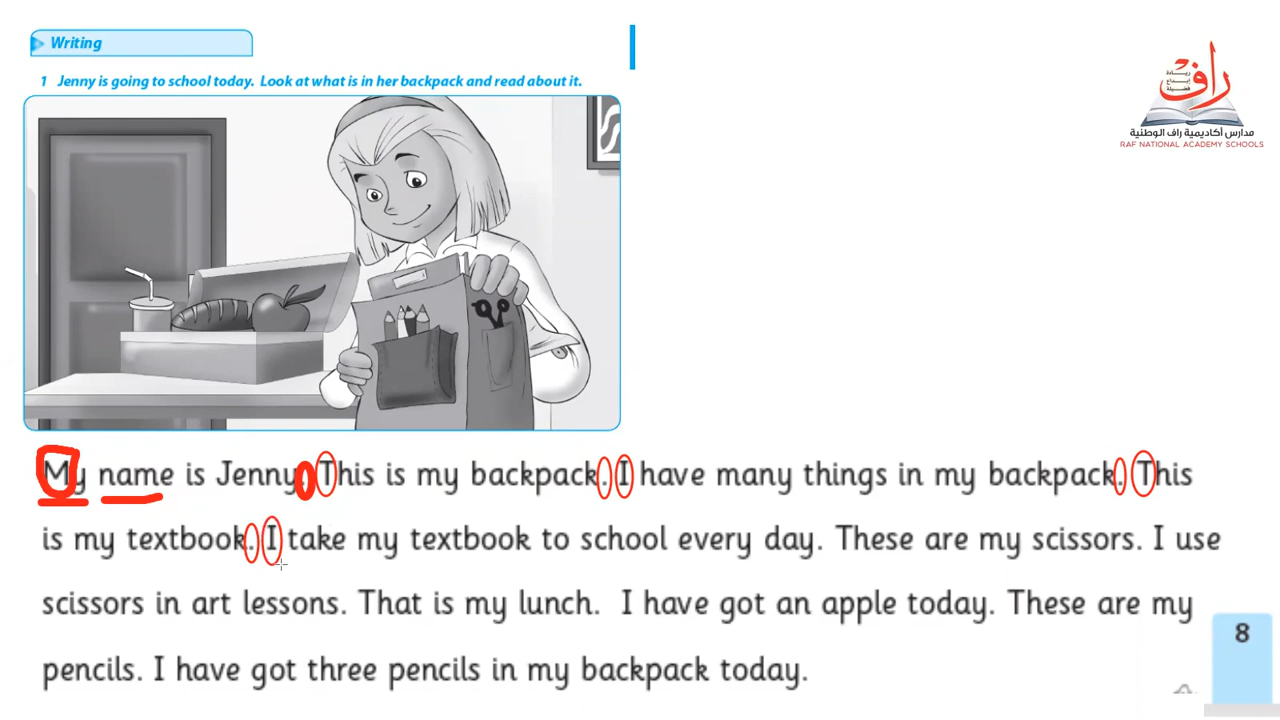 Writing
1 Jenny is going to school today. Look at what is in her backpack and read about it.
راف
ريادة
إبداع
فضيلة
مدارس أكاديمية راف الوطنية
RAF NATIONAL ACADEMY SCHOOLS
My name is Jenny. This is my backpack. I have many things in my backpack. This
is my textbook. I take my textbook to school every day. These are my scissors. I use
scissors in art lessons. That is my lunch. I have got an apple today. These are my
pencils. I have got three pencils in my backpack today.
8